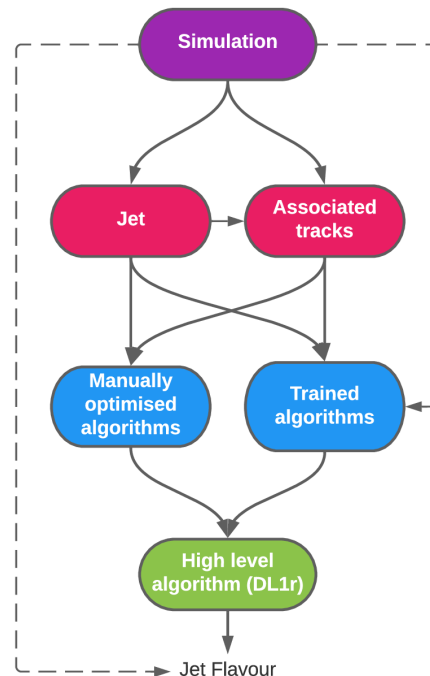 Simulation
Jet
Associated
tracks
Manually
optimised
algorithms
Trained
algorithms
High level
algorithm (DL1r)
Jet Flavour